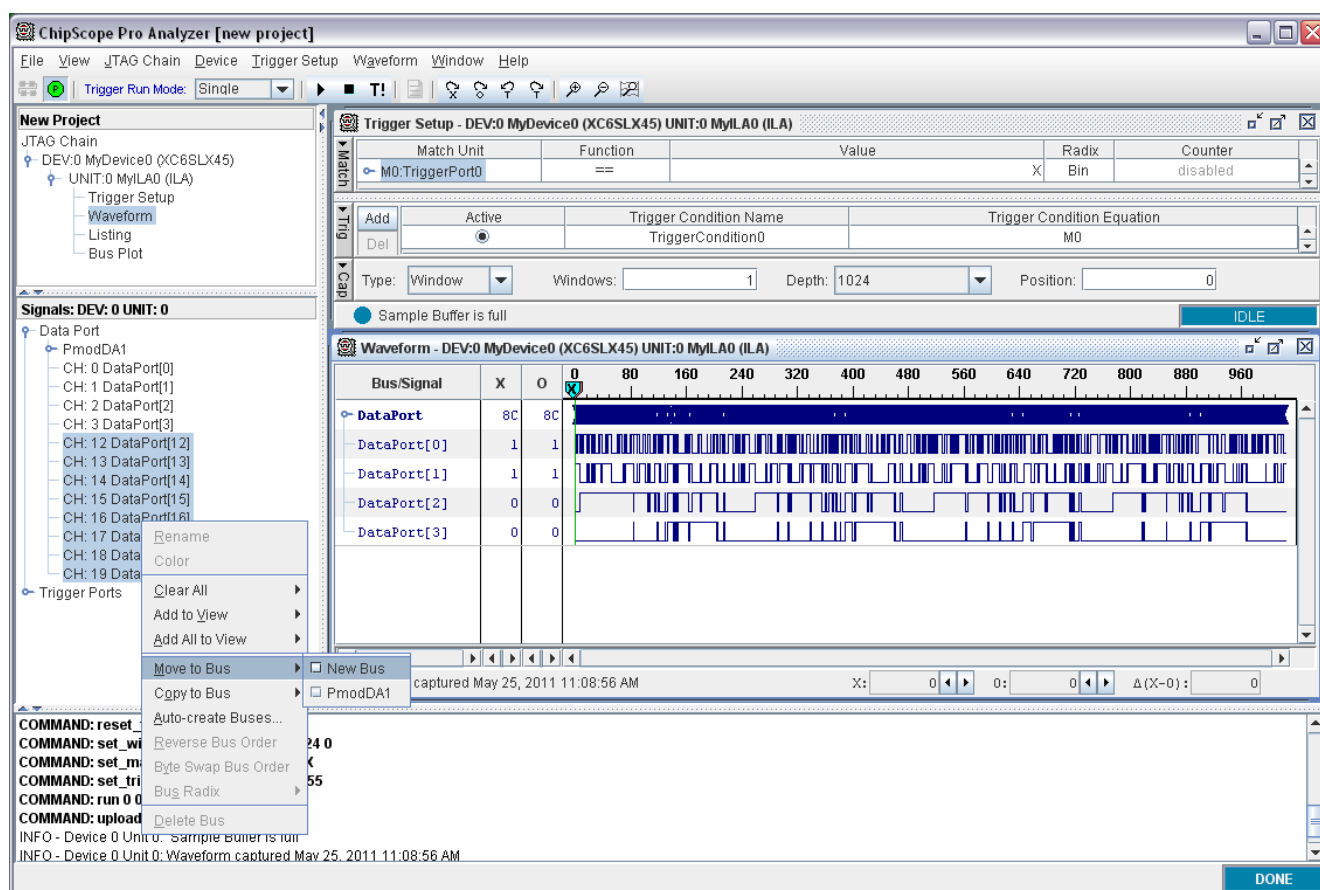 ChipScope Pro Analyzer [new project]
File View JTAG Chain Device Trigger Setup Waveform Window Help
Trigger Run Mode: Single T!
New Project
JTAG Chain
DEV:0 MyDevice0 (XC6SLX45)
UNIT:0 MyILA0 (ILA)
Trigger Setup
Waveform
Listing
Bus Plot
Signals: DEV: 0 UNIT: 0
Data Port
PmodDA1
CH: 0 DataPort[0]
CH: 1 DataPort[1]
CH: 2 DataPort[2]
CH: 3 DataPort[3]
CH: 12 DataPort[12]
CH: 13 DataPort[13]
CH: 14 DataPort[14]
CH: 15 DataPort[15]
CH: 16 DataPort[16]
CH: 17 Data
CH: 18 Data
CH: 19 Data
Trigger Ports
Rename
Color
Clear All
Add to View
Add All to View
Move to Bus
Copy to Bus
Auto-create Buses...
Reverse Bus Order
Byte Swap Bus Order
Bus Radix
Delete Bus
New Bus
PmodDA1
Trigger Setup - DEV:0 MyDevice0 (XC6SLX45) UNIT:0 MyILA0 (ILA)
Match
Match Unit Function Value Radix Counter
M0:TriggerPort0 == X Bin disabled
Trig
Add Active Trigger Condition Name Trigger Condition Equation
Del TriggerCondition0 M0
Cap
Type: Window Windows: 1 Depth: 1024 Position: 0
Sample Buffer is full IDLE
Waveform - DEV:0 MyDevice0 (XC6SLX45) UNIT:0 MyILA0 (ILA)
Bus/Signal X O 0 80 160 240 320 400 480 560 640 720 800 880 960
X
DataPort 8C 8C
DataPort[0] 1 1
DataPort[1] 1 1
DataPort[2] 0 0
DataPort[3] 0 0
captured May 25, 2011 11:08:56 AM X: 0 O: 0 Δ(X-O): 0
COMMAND: reset_
COMMAND: set_wi 24 0
COMMAND: set_ma X
COMMAND: set_tri 55
COMMAND: run 0 0
COMMAND: upload
INFO - Device 0 Unit 0: Sample Buffer is full
INFO - Device 0 Unit 0: Waveform captured May 25, 2011 11:08:56 AM
DONE